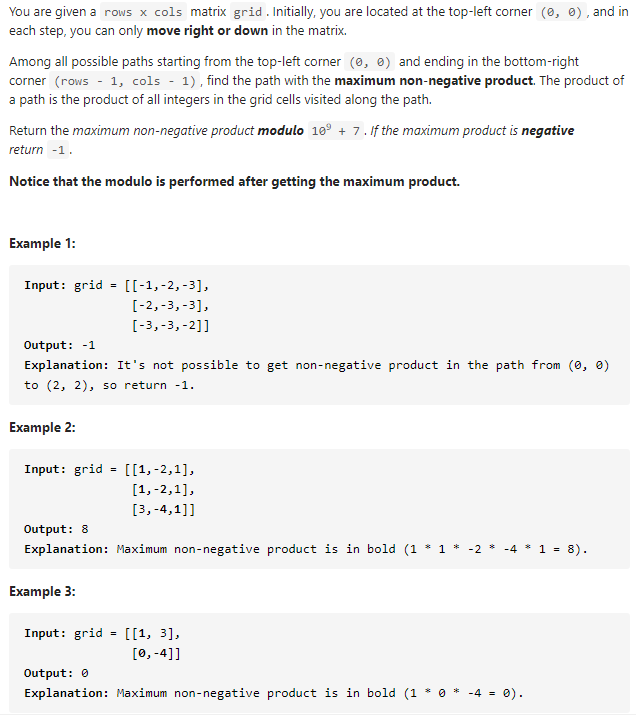 You are given a rows x cols matrix grid. Initially, you are located at the top-left corner (0, 0), and in
each step, you can only move right or down in the matrix.
Among all possible paths starting from the top-left corner (0, 0) and ending in the bottom-right
corner (rows - 1, cols - 1), find the path with the maximum non-negative product. The product of
a path is the product of all integers in the grid cells visited along the path.
Return the maximum non-negative product modulo 10⁹ + 7. If the maximum product is negative
return -1.
Notice that the modulo is performed after getting the maximum product.
Example 1:
Input: grid = [[-1,-2,-3],
[-2,-3,-3],
[-3,-3,-2]]
Output: -1
Explanation: It's not possible to get non-negative product in the path from (0, 0)
to (2, 2), so return -1.
Example 2:
Input: grid = [[1,-2,1],
[1,-2,1],
[3,-4,1]]
Output: 8
Explanation: Maximum non-negative product is in bold (1 * 1 * -2 * -4 * 1 = 8).
Example 3:
Input: grid = [[1, 3],
[0,-4]]
Output: 0
Explanation: Maximum non-negative product is in bold (1 * 0 * -4 = 0).